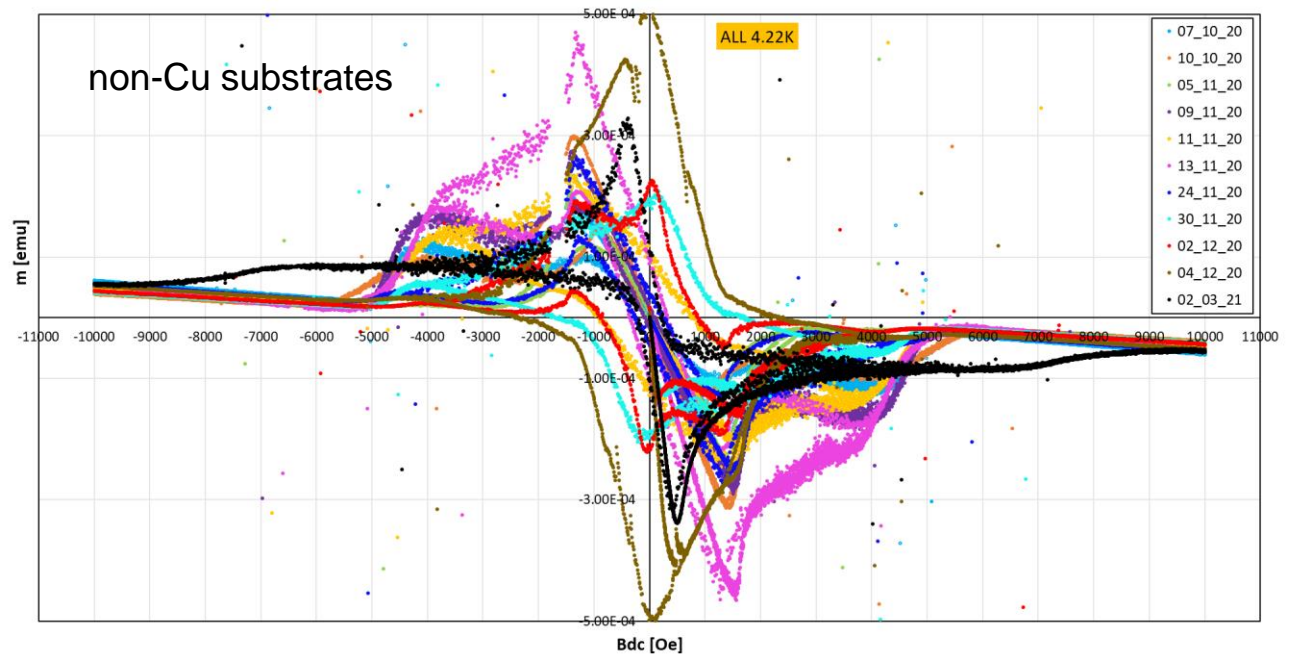 5.00E-04
ALL 4.22K
non-Cu substrates
07_10_20
10_10_20
05_11_20
09_11_20
11_11_20
13_11_20
24_11_20
30_11_20
02_12_20
04_12_20
02_03_21
3.00E-04
1.00E-04
m [emu]
-11000 -10000 -9000 -8000 -7000 -6000 -5000 -4000 -3000 -2000 -1000 0 1000 2000 3000 4000 5000 6000 7000 8000 9000 10000 11000
-1.00E-04
-3.00E-04
-5.00E-04
Bdc [Oe]